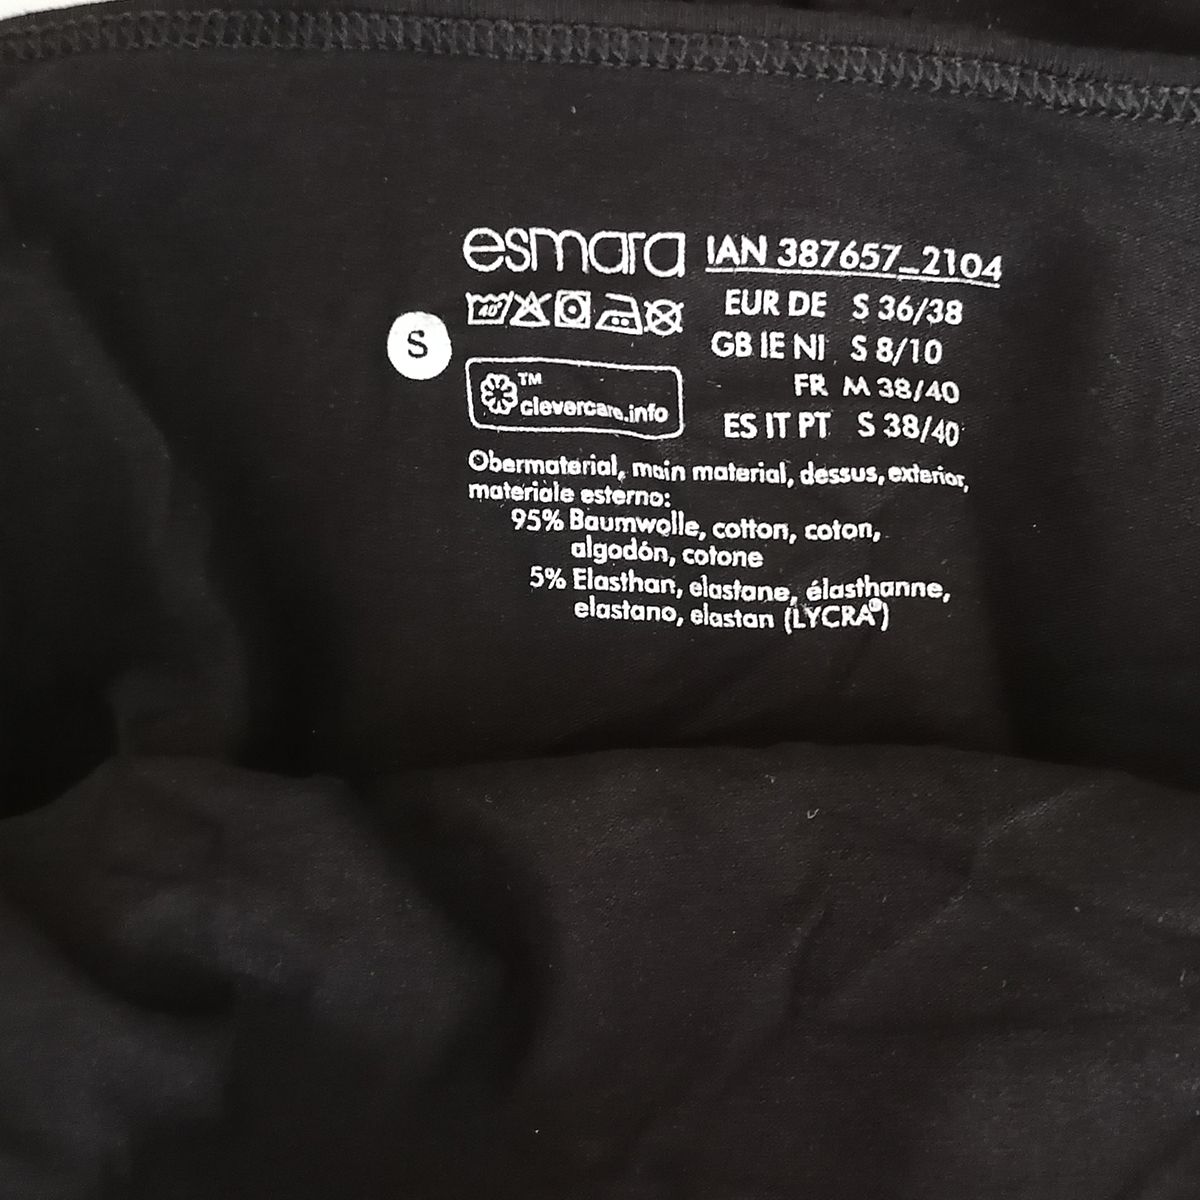 esmara IAN 387657_2104
40°
S
EUR DE S 36/38
GB IE NI S 8/10
FR M 38/40
ES IT PT S 38/40
™
clevercare.info
Obermaterial, main material, dessus, exterior,
materiale esterno:
95% Baumwolle, cotton, coton,
algodón, cotone
5% Elasthan, elastane, élasthanne,
elastano, elastan (LYCRA®)